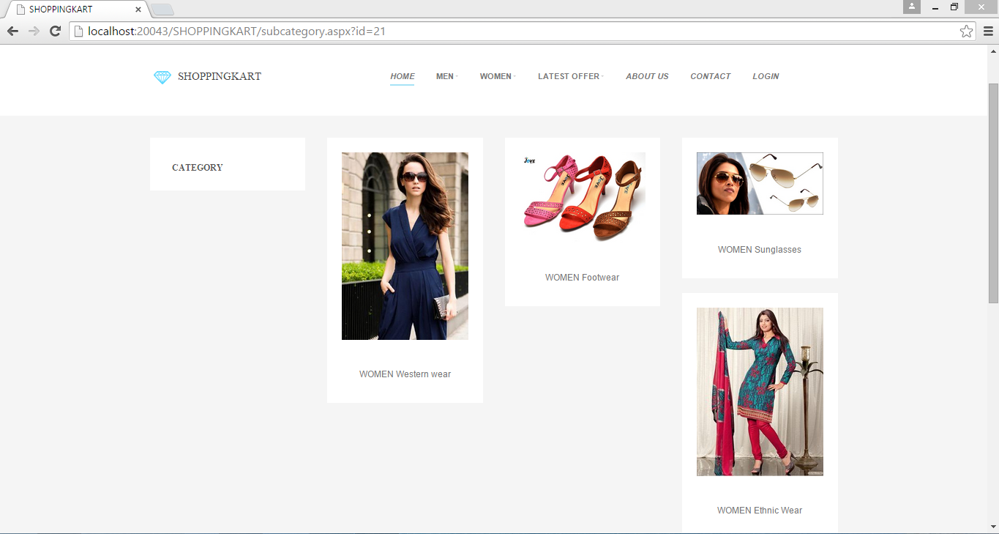 SHOPPINGKART
localhost:20043/SHOPPINGKART/subcategory.aspx?id=21
SHOPPINGKART
HOME MEN WOMEN LATEST OFFER ABOUT US CONTACT LOGIN
CATEGORY
Jove
WOMEN Sunglasses
WOMEN Footwear
WOMEN Western wear
WOMEN Ethnic Wear